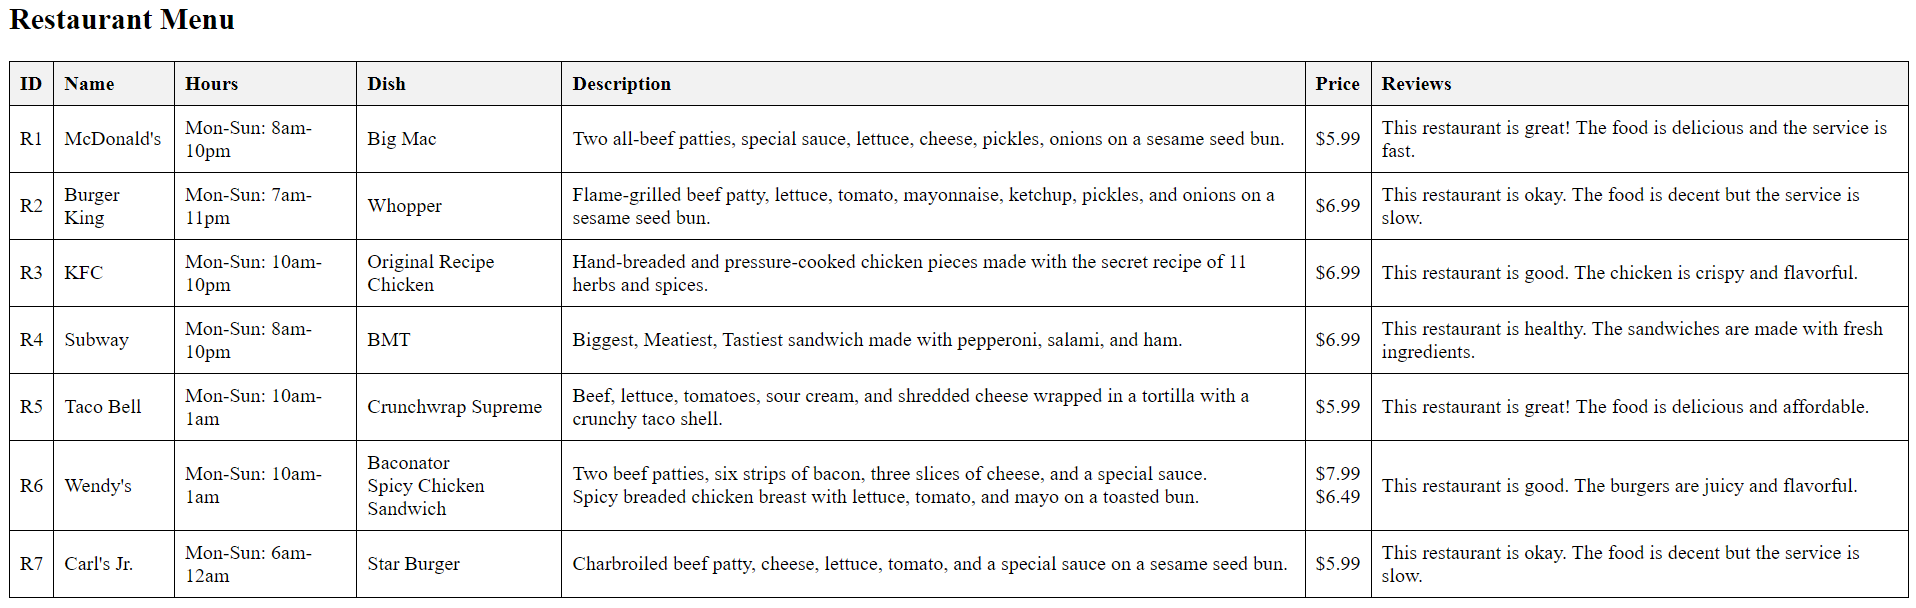 Restaurant Menu
ID Name Hours Dish Description Price Reviews
R1 McDonald's Mon-Sun: 8am-10pm Big Mac Two all-beef patties, special sauce, lettuce, cheese, pickles, onions on a sesame seed bun. $5.99 This restaurant is great! The food is delicious and the service is fast.
R2 Burger King Mon-Sun: 7am-11pm Whopper Flame-grilled beef patty, lettuce, tomato, mayonnaise, ketchup, pickles, and onions on a sesame seed bun. $6.99 This restaurant is okay. The food is decent but the service is slow.
R3 KFC Mon-Sun: 10am-10pm Original Recipe Chicken Hand-breaded and pressure-cooked chicken pieces made with the secret recipe of 11 herbs and spices. $6.99 This restaurant is good. The chicken is crispy and flavorful.
R4 Subway Mon-Sun: 8am-10pm BMT Biggest, Meatiest, Tastiest sandwich made with pepperoni, salami, and ham. $6.99 This restaurant is healthy. The sandwiches are made with fresh ingredients.
R5 Taco Bell Mon-Sun: 10am-1am Crunchwrap Supreme Beef, lettuce, tomatoes, sour cream, and shredded cheese wrapped in a tortilla with a crunchy taco shell. $5.99 This restaurant is great! The food is delicious and affordable.
R6 Wendy's Mon-Sun: 10am-1am Baconator Spicy Chicken Sandwich Two beef patties, six strips of bacon, three slices of cheese, and a special sauce. Spicy breaded chicken breast with lettuce, tomato, and mayo on a toasted bun. $7.99 $6.49 This restaurant is good. The burgers are juicy and flavorful.
R7 Carl's Jr. Mon-Sun: 6am-12am Star Burger Charbroiled beef patty, cheese, lettuce, tomato, and a special sauce on a sesame seed bun. $5.99 This restaurant is okay. The food is decent but the service is slow.